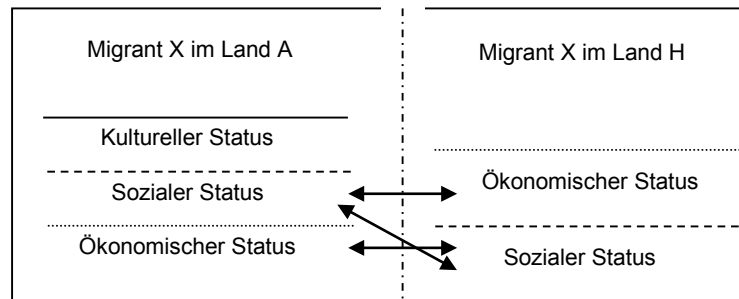 Migrant X im Land A
Kultureller Status
Sozialer Status
Ökonomischer Status
Migrant X im Land H
Ökonomischer Status
Sozialer Status